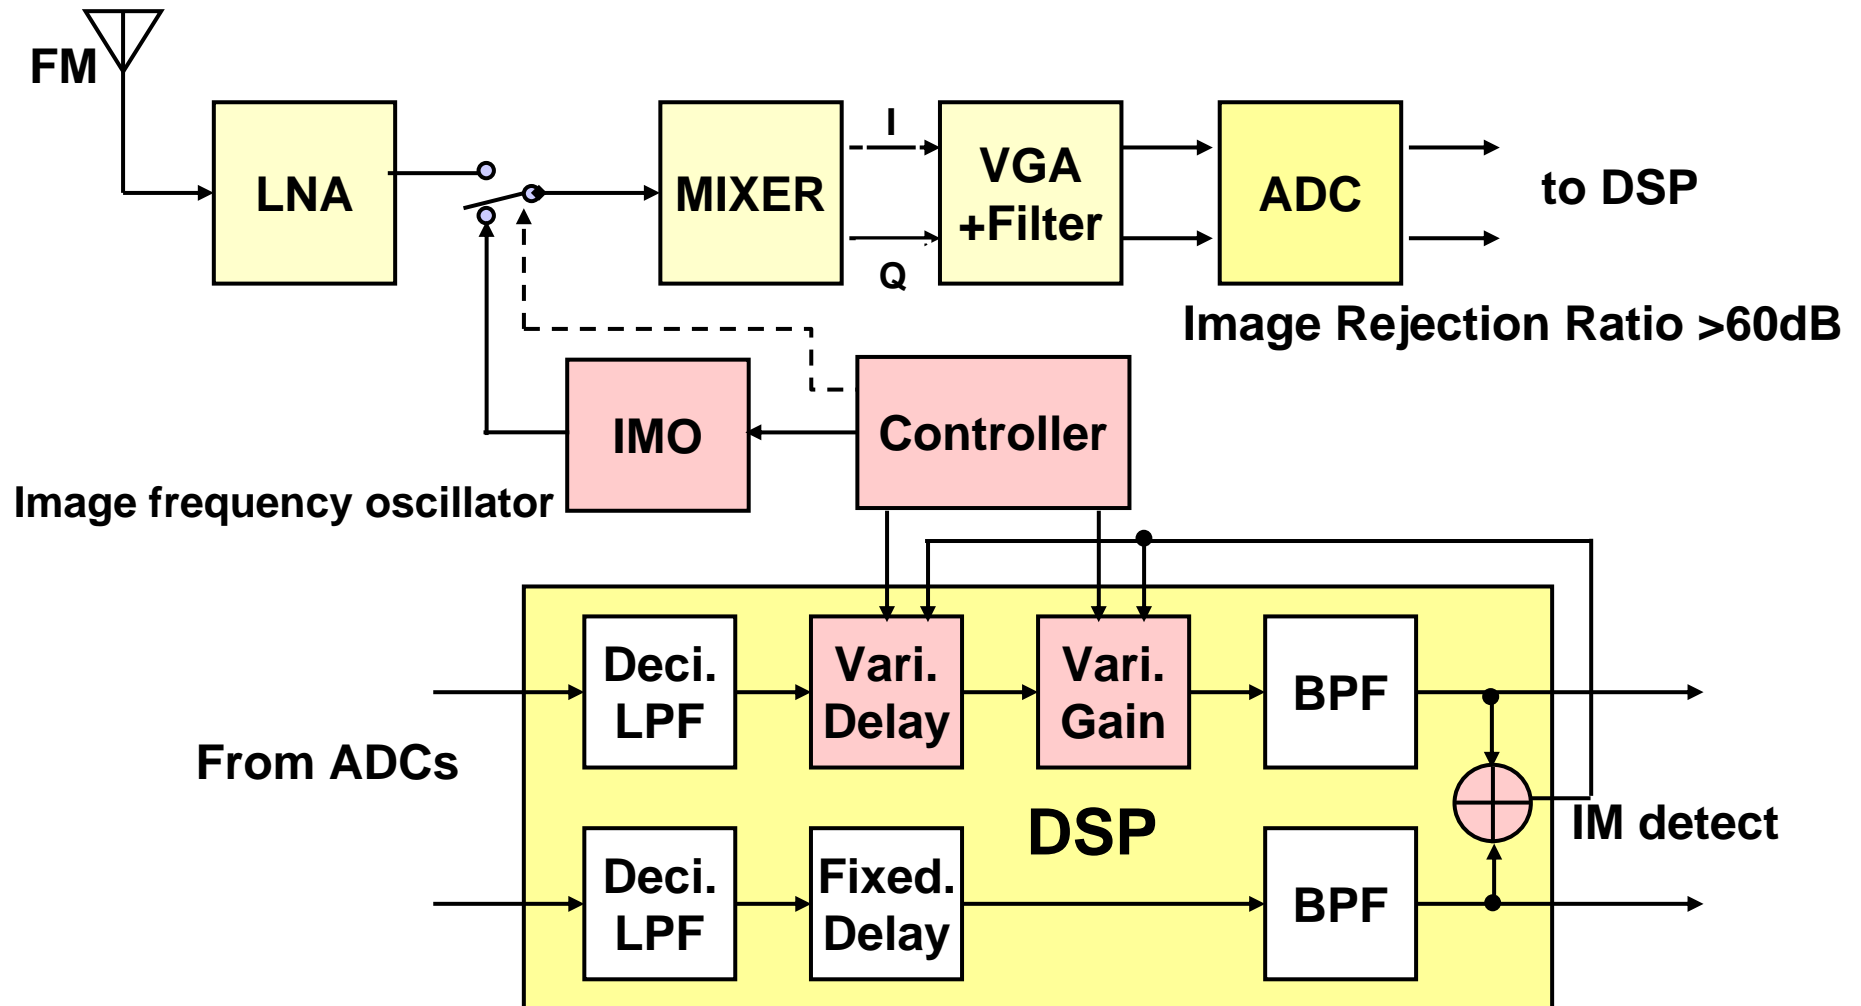 FM
LNA
MIXER
I
Q
VGA
+Filter
ADC
to DSP
Image Rejection Ratio >60dB
IMO
Controller
Image frequency oscillator
Deci.
LPF
Vari.
Delay
Vari.
Gain
BPF
From ADCs
DSP
IM detect
Deci.
LPF
Fixed.
Delay
BPF